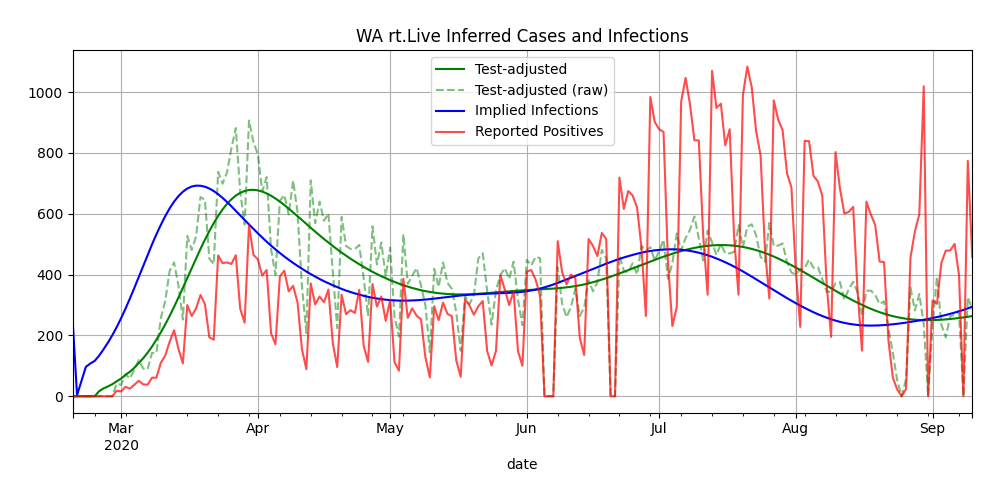 WA rt.Live Inferred Cases and Infections
Test-adjusted
Test-adjusted (raw)
Implied Infections
Reported Positives
1000
800
600
400
200
0
Mar Apr May Jun Jul Aug Sep
2020
date